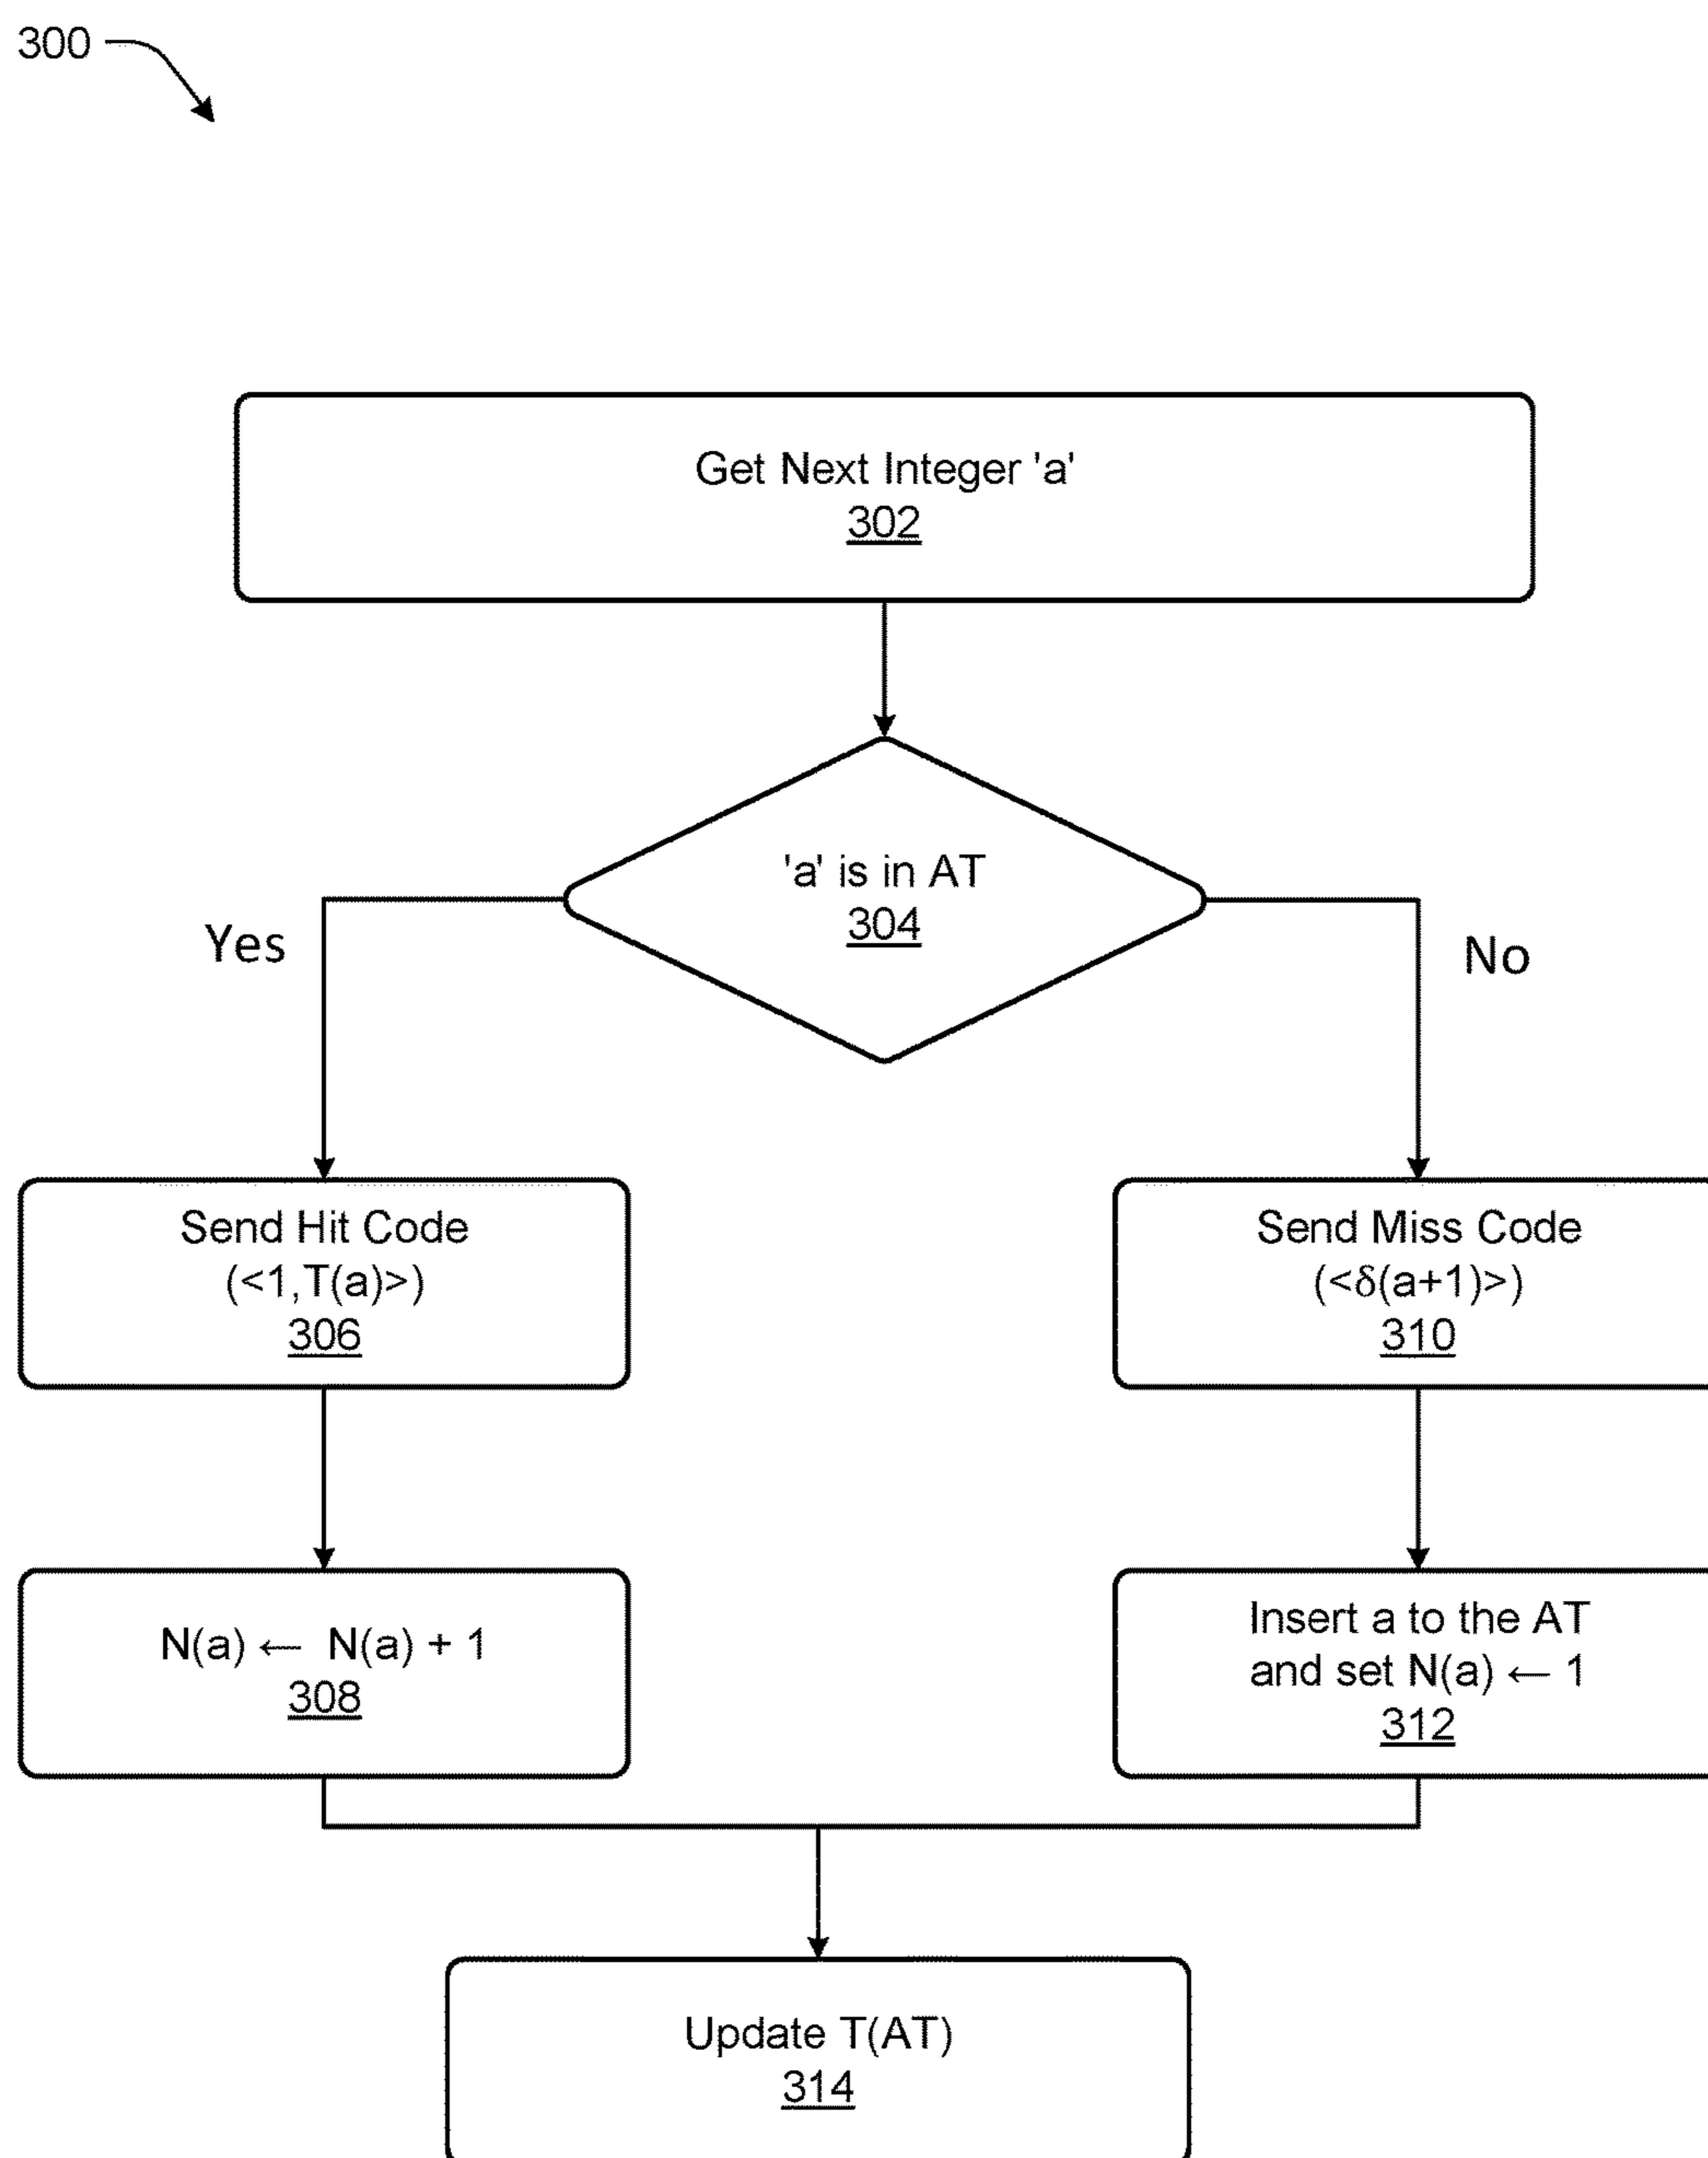 300
Get Next Integer 'a'
302
'a' is in AT
304
Yes
No
Send Hit Code
(<1,T(a)>)
306
Send Miss Code
(<δ(a+1)>)
310
N(a) ← N(a) + 1
308
Insert a to the AT
and set N(a) ← 1
312
Update T(AT)
314